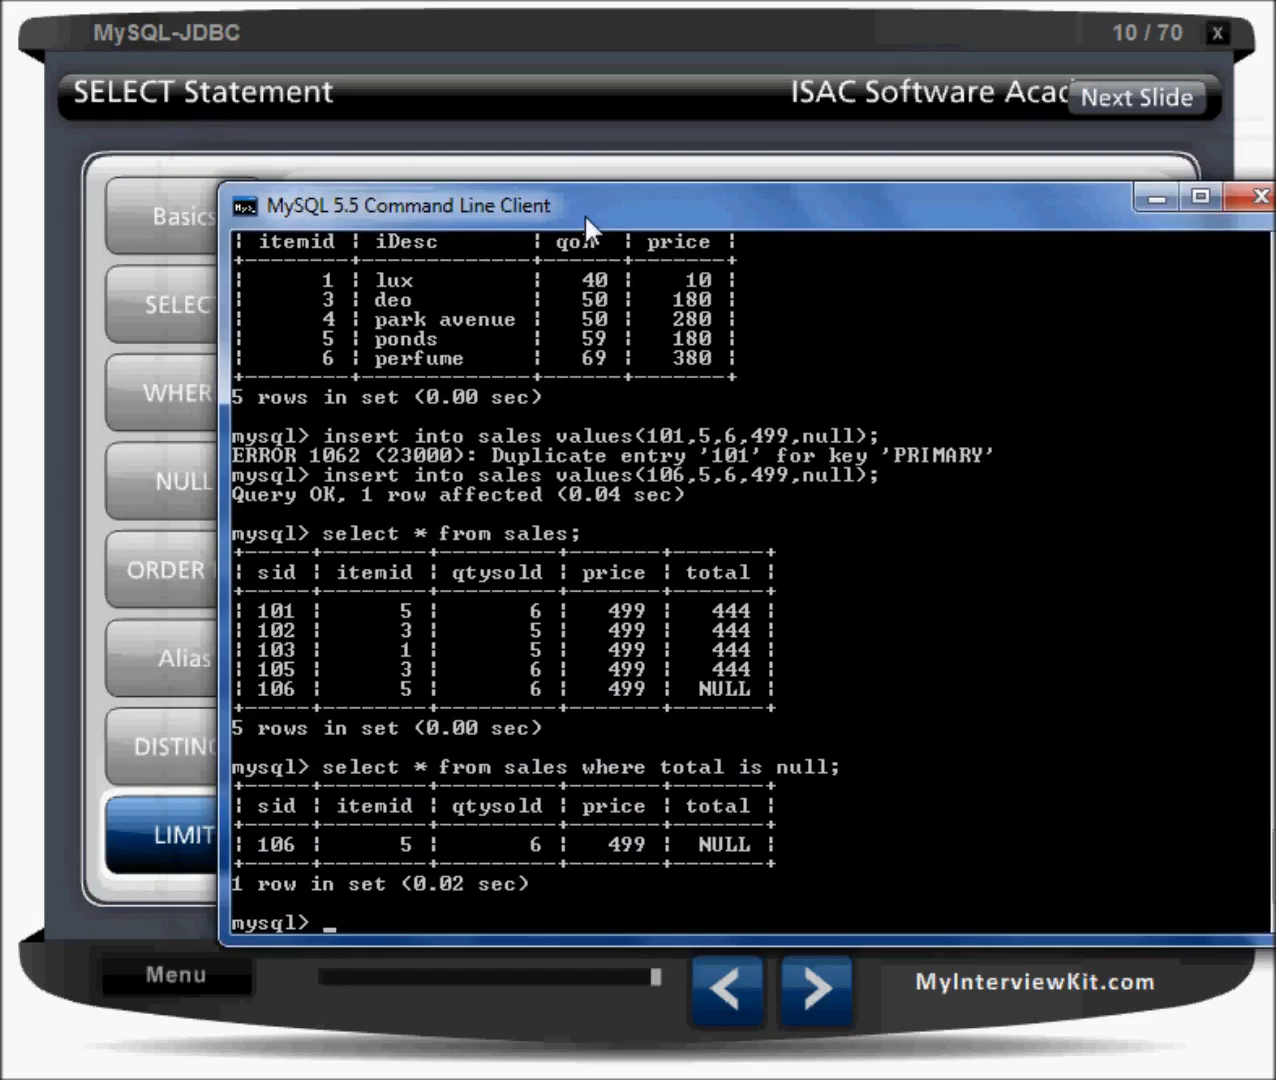 MySQL-JDBC 10 / 70 X
SELECT Statement ISAC Software Next Slide
Basics
SELEC
WHER
NULL
ORDER
Alias
DISTIN
LIMIT
MySQL 5.5 Command Line Client
| itemid | iDesc | | price |
| 1 | lux | 40 | 10 |
| 3 | deo | 50 | 180 |
| 4 | park avenue | 50 | 280 |
| 5 | ponds | 59 | 180 |
| 6 | perfume | 69 | 380 |
5 rows in set (0.00 sec)
mysql> insert into sales values(101,5,6,499,null);
ERROR 1062 (23000): Duplicate entry '101' for key 'PRIMARY'
mysql> insert into sales values(106,5,6,499,null);
Query OK, 1 row affected (0.04 sec)
mysql> select * from sales;
| sid | itemid | qtysold | price | total |
| 101 | 5 | 6 | 499 | 444 |
| 102 | 3 | 5 | 499 | 444 |
| 103 | 1 | 5 | 499 | 444 |
| 105 | 3 | 6 | 499 | 444 |
| 106 | 5 | 6 | 499 | NULL |
5 rows in set (0.00 sec)
mysql> select * from sales where total is null;
| sid | itemid | qtysold | price | total |
| 106 | 5 | 6 | 499 | NULL |
1 row in set (0.02 sec)
mysql> _
Menu
MyInterviewKit.com